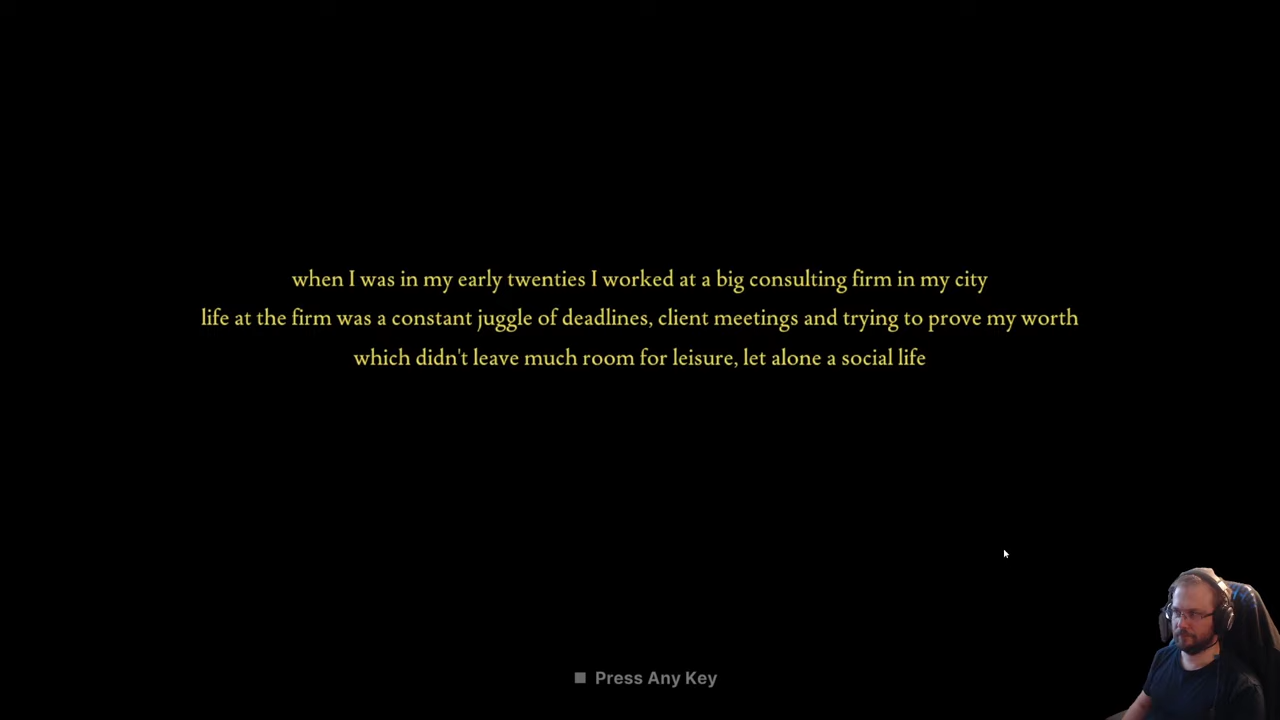 when I was in my early twenties I worked at a big consulting firm in my city
life at the firm was a constant juggle of deadlines, client meetings and trying to prove my worth
which didn't leave much room for leisure, let alone a social life
Press Any Key